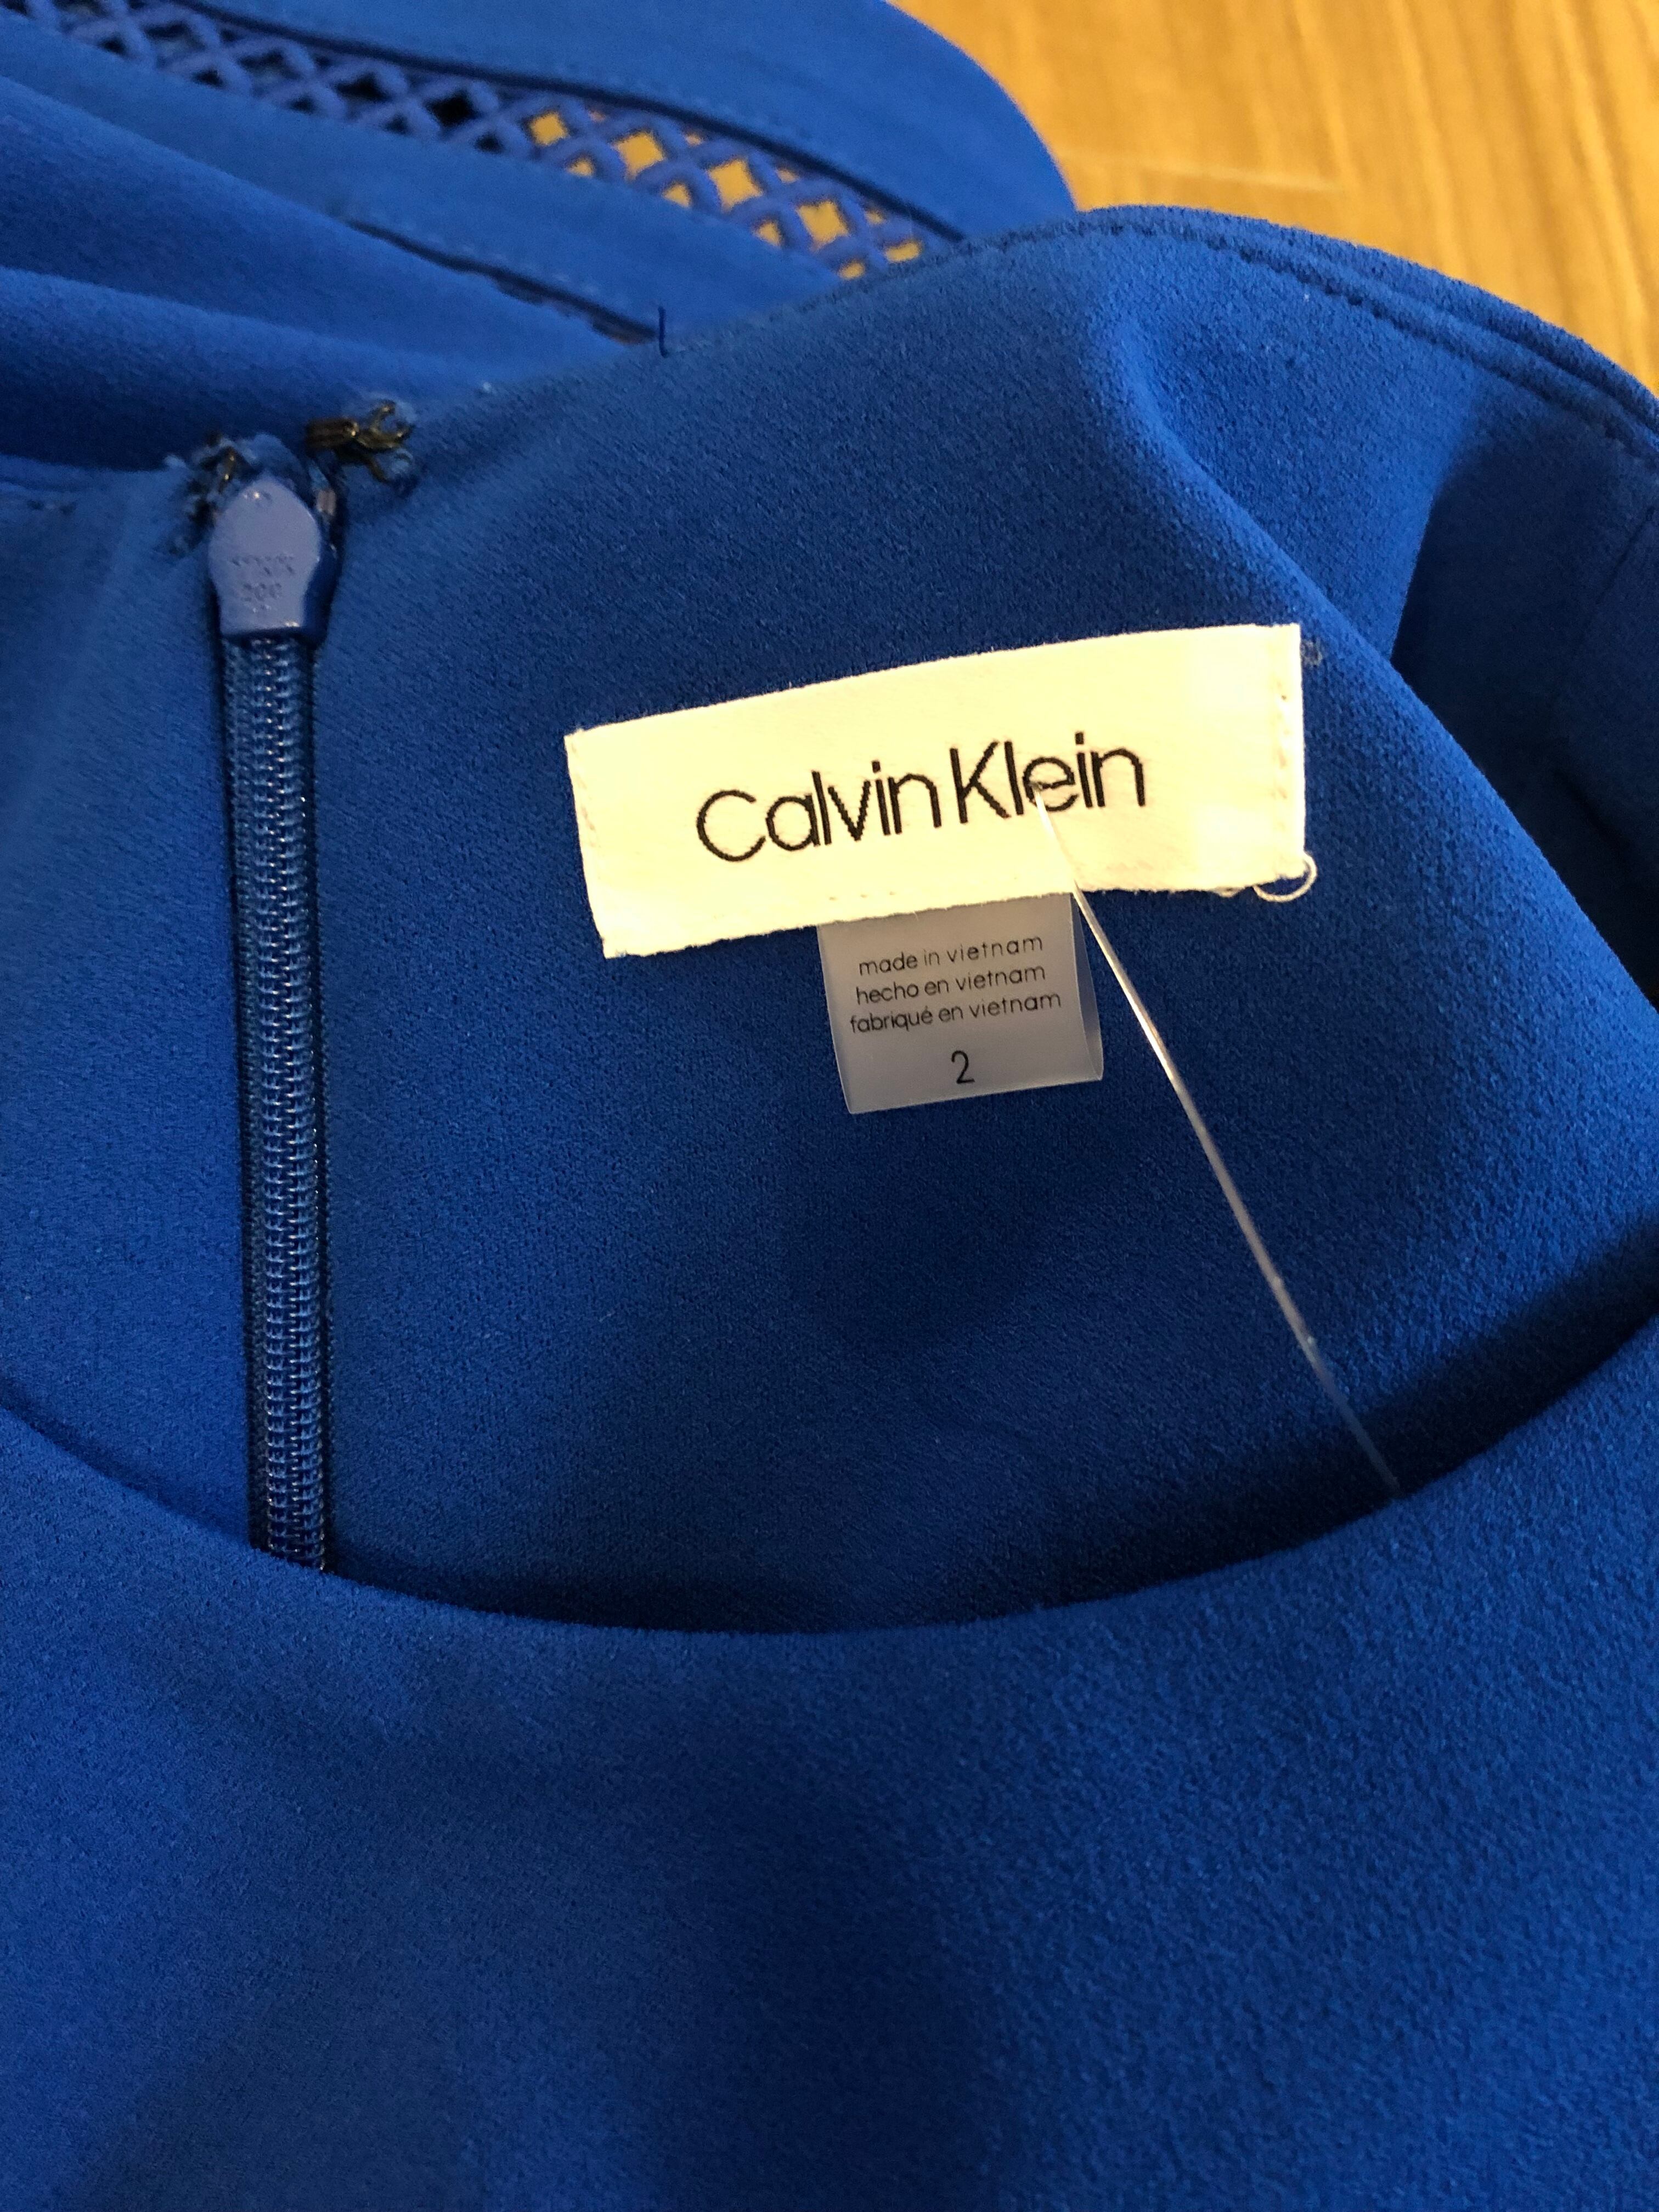 Calvin Klein
made in vietnam
hecho en vietnam
fabriqué en vietnam
2